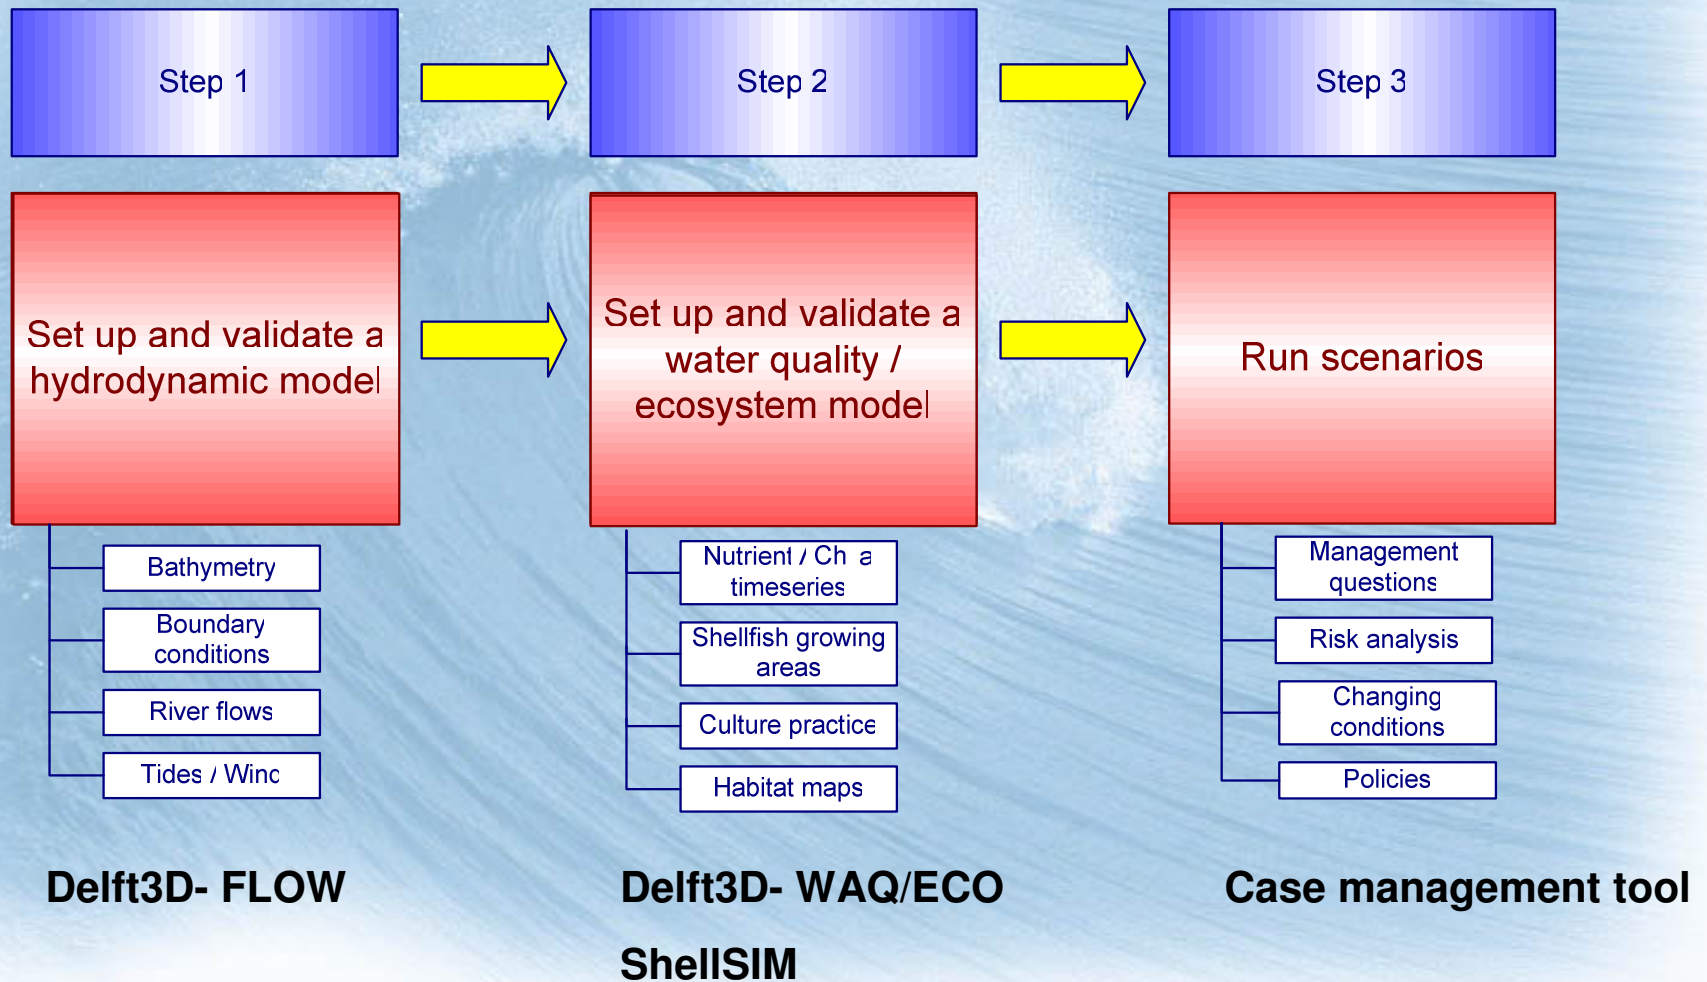 Step 1
Step 2
Step 3
Set up and validate a
hydrodynamic model
Set up and validate a
water quality /
ecosystem model
Run scenarios
Bathymetry
Boundary
conditions
River flows
Tides / Wind
Nutrient / Ch a
timeseries
Shellfish growing
areas
Culture practice
Habitat maps
Management
questions
Risk analysis
Changing
conditions
Policies
Delft3D- FLOW
Delft3D- WAQ/ECO
ShellSIM
Case management tool